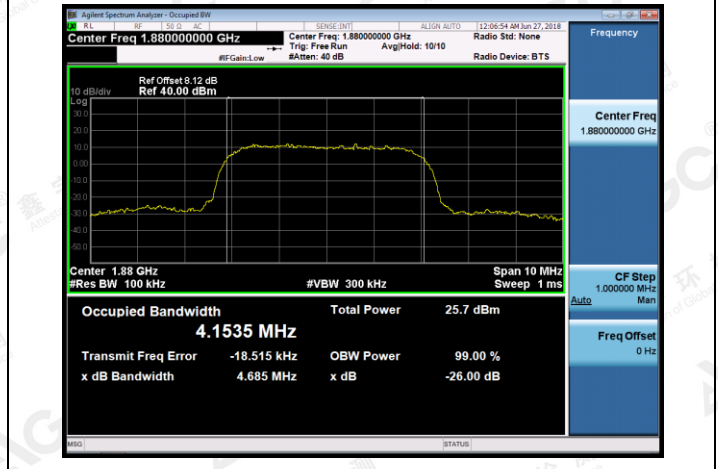 Agilent Spectrum Analyzer - Occupied BW
RL RF 50 Ω AC SENSE:INT ALIGN AUTO 12:06:54 AM Jun 27, 2018
Center Freq 1.880000000 GHz
Center Freq: 1.880000000 GHz Radio Std: None
Trig: Free Run Avg|Hold: 10/10
#IFGain:Low #Atten: 40 dB Radio Device: BTS
Ref Offset 8.12 dB
10 dB/div Ref 40.00 dBm
Log
30.0
20.0
10.0
0.00
-10.0
-20.0
-30.0
-40.0
-50.0
Center 1.88 GHz Span 10 MHz
#Res BW 100 kHz #VBW 300 kHz Sweep 1 ms
Occupied Bandwidth Total Power 25.7 dBm
4.1535 MHz
Transmit Freq Error -18.515 kHz OBW Power 99.00 %
x dB Bandwidth 4.685 MHz x dB -26.00 dB
MSG STATUS
Frequency
Center Freq
1.880000000 GHz
CF Step
1.000000 MHz
Auto Man
Freq Offset
0 Hz